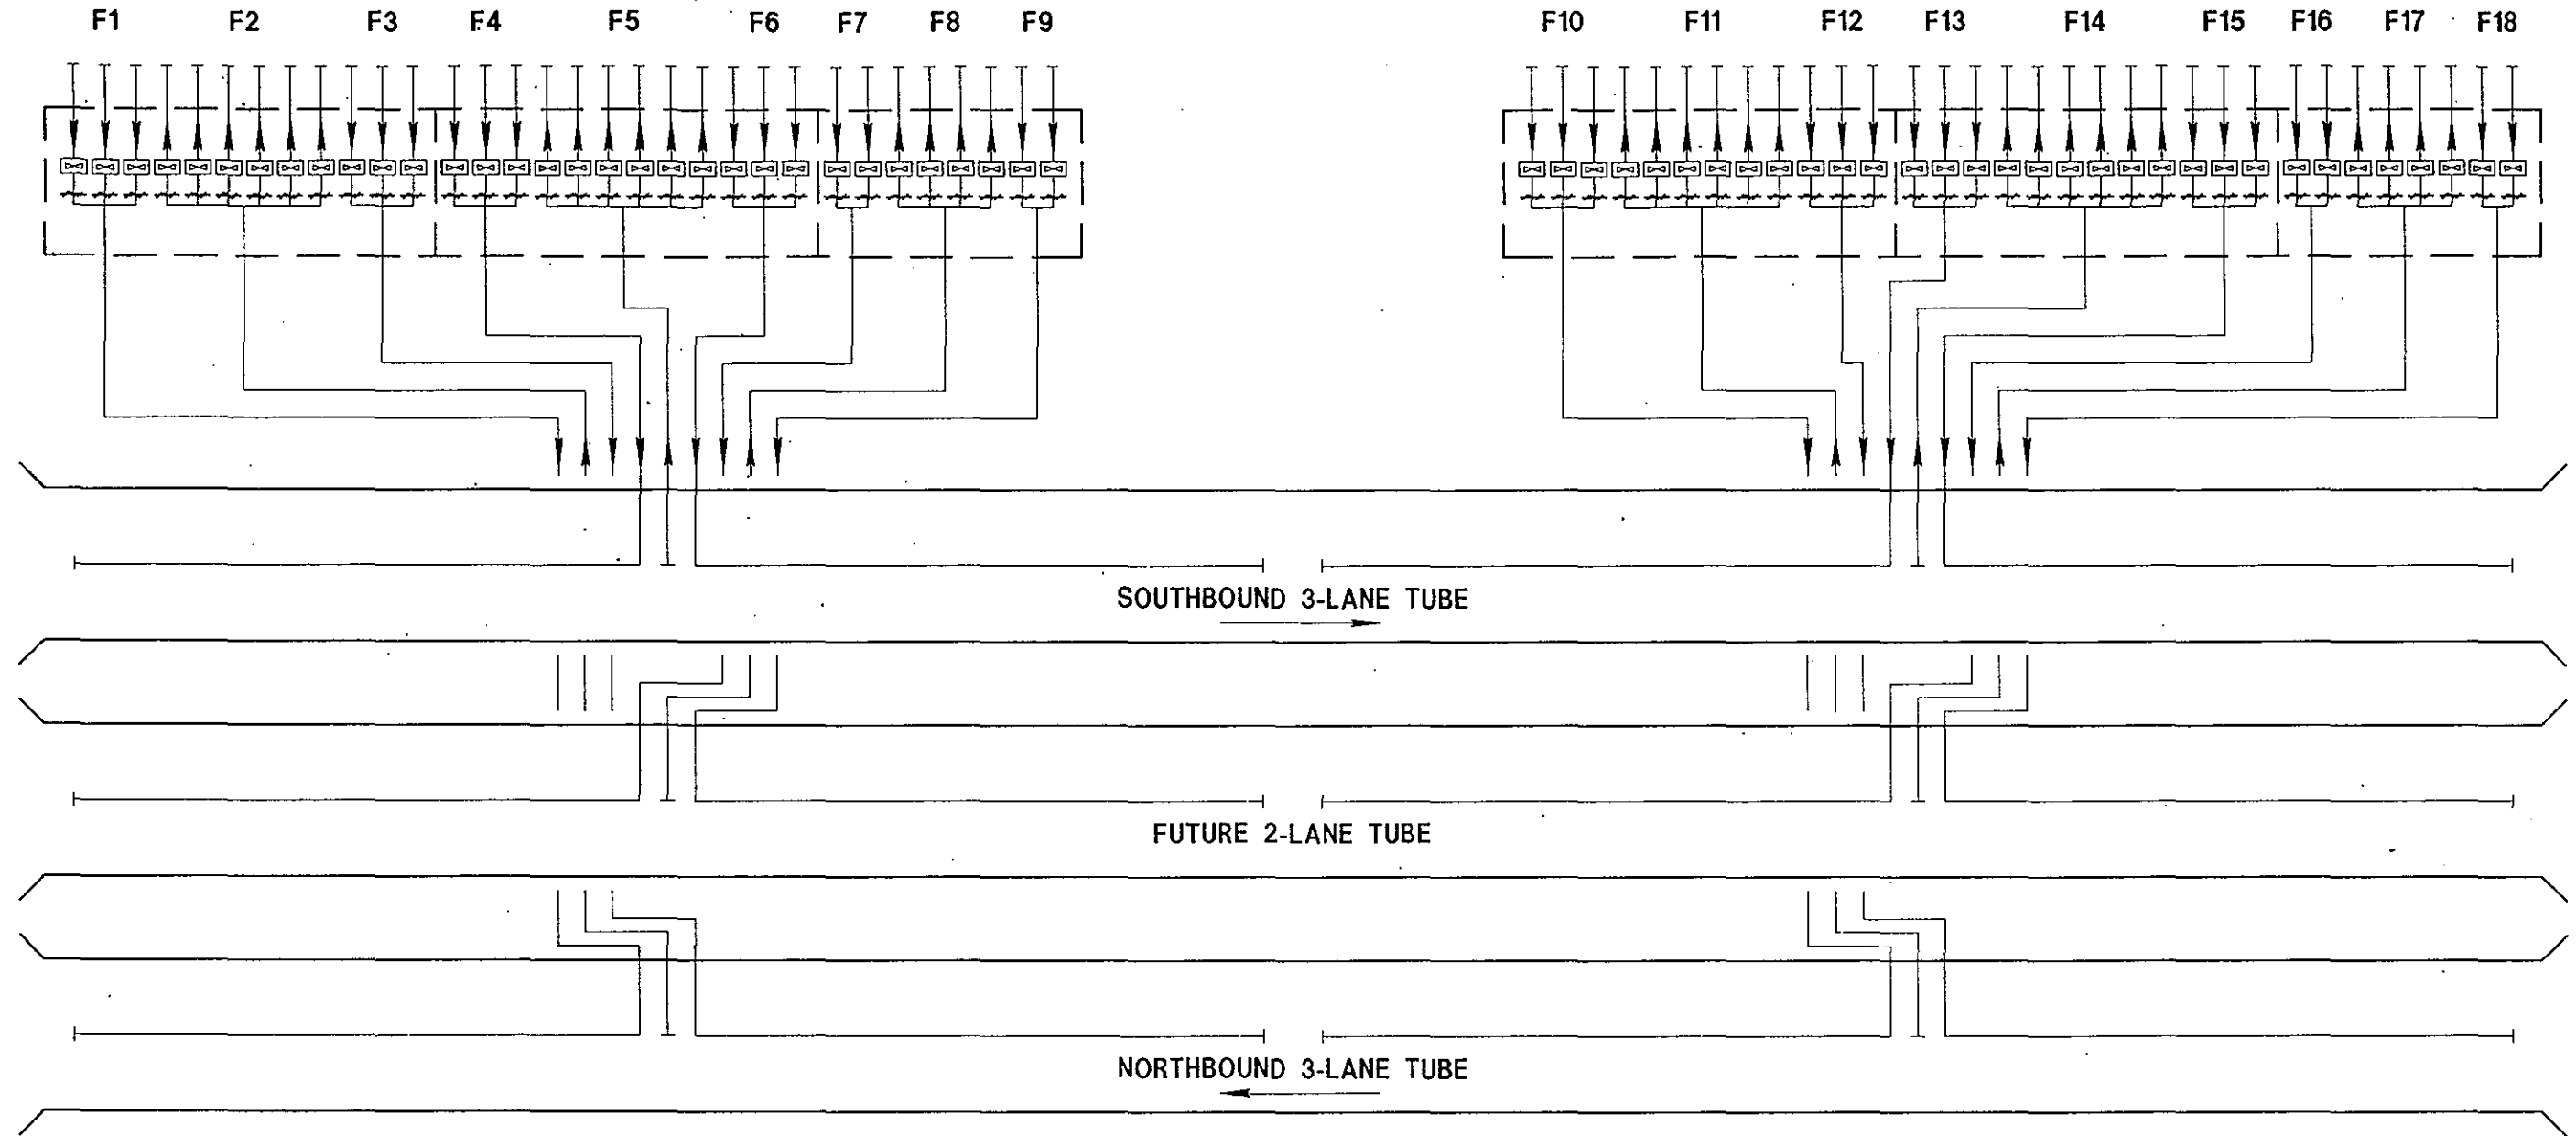 F1 F2 F3 F4 F5 F6 F7 F8 F9 F10 F11 F12 F13 F14 F15 F16 F17 F18
SOUTHBOUND 3-LANE TUBE
FUTURE 2-LANE TUBE
NORTHBOUND 3-LANE TUBE